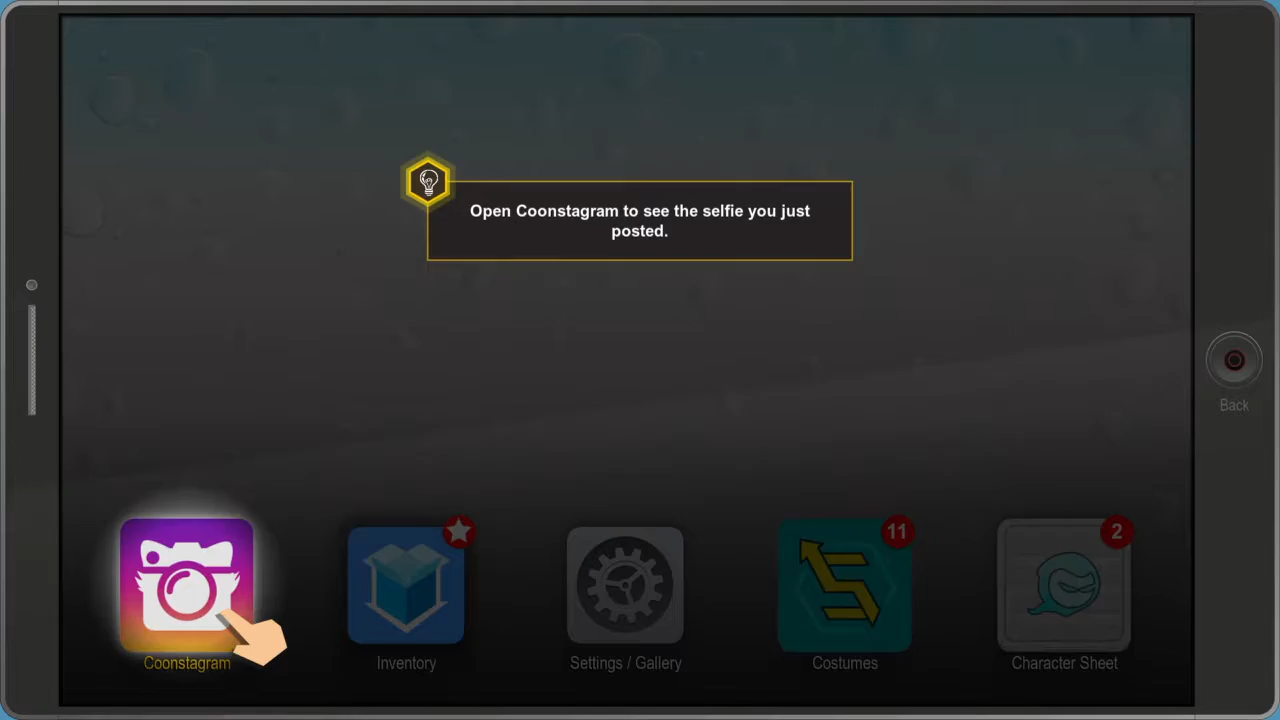 Open Coonstagram to see the selfie you just
posted.
Back
11
2
Coonstagram
Inventory
Settings / Gallery
Costumes
Character Sheet